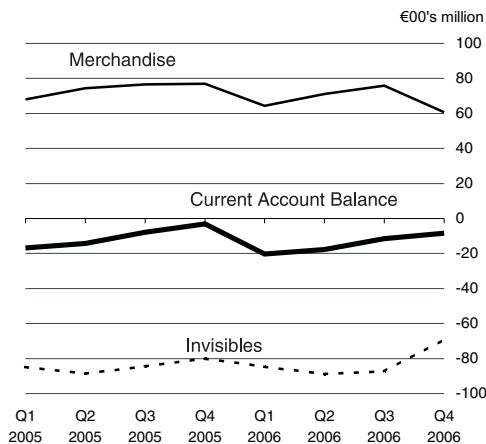 €00's million
100
Merchandise
80
60
40
20
Current Account Balance
0
-20
-40
-60
Invisibles
-80
-100
Q1 Q2 Q3 Q4 Q1 Q2 Q3 Q4
2005 2005 2005 2005 2006 2006 2006 2006